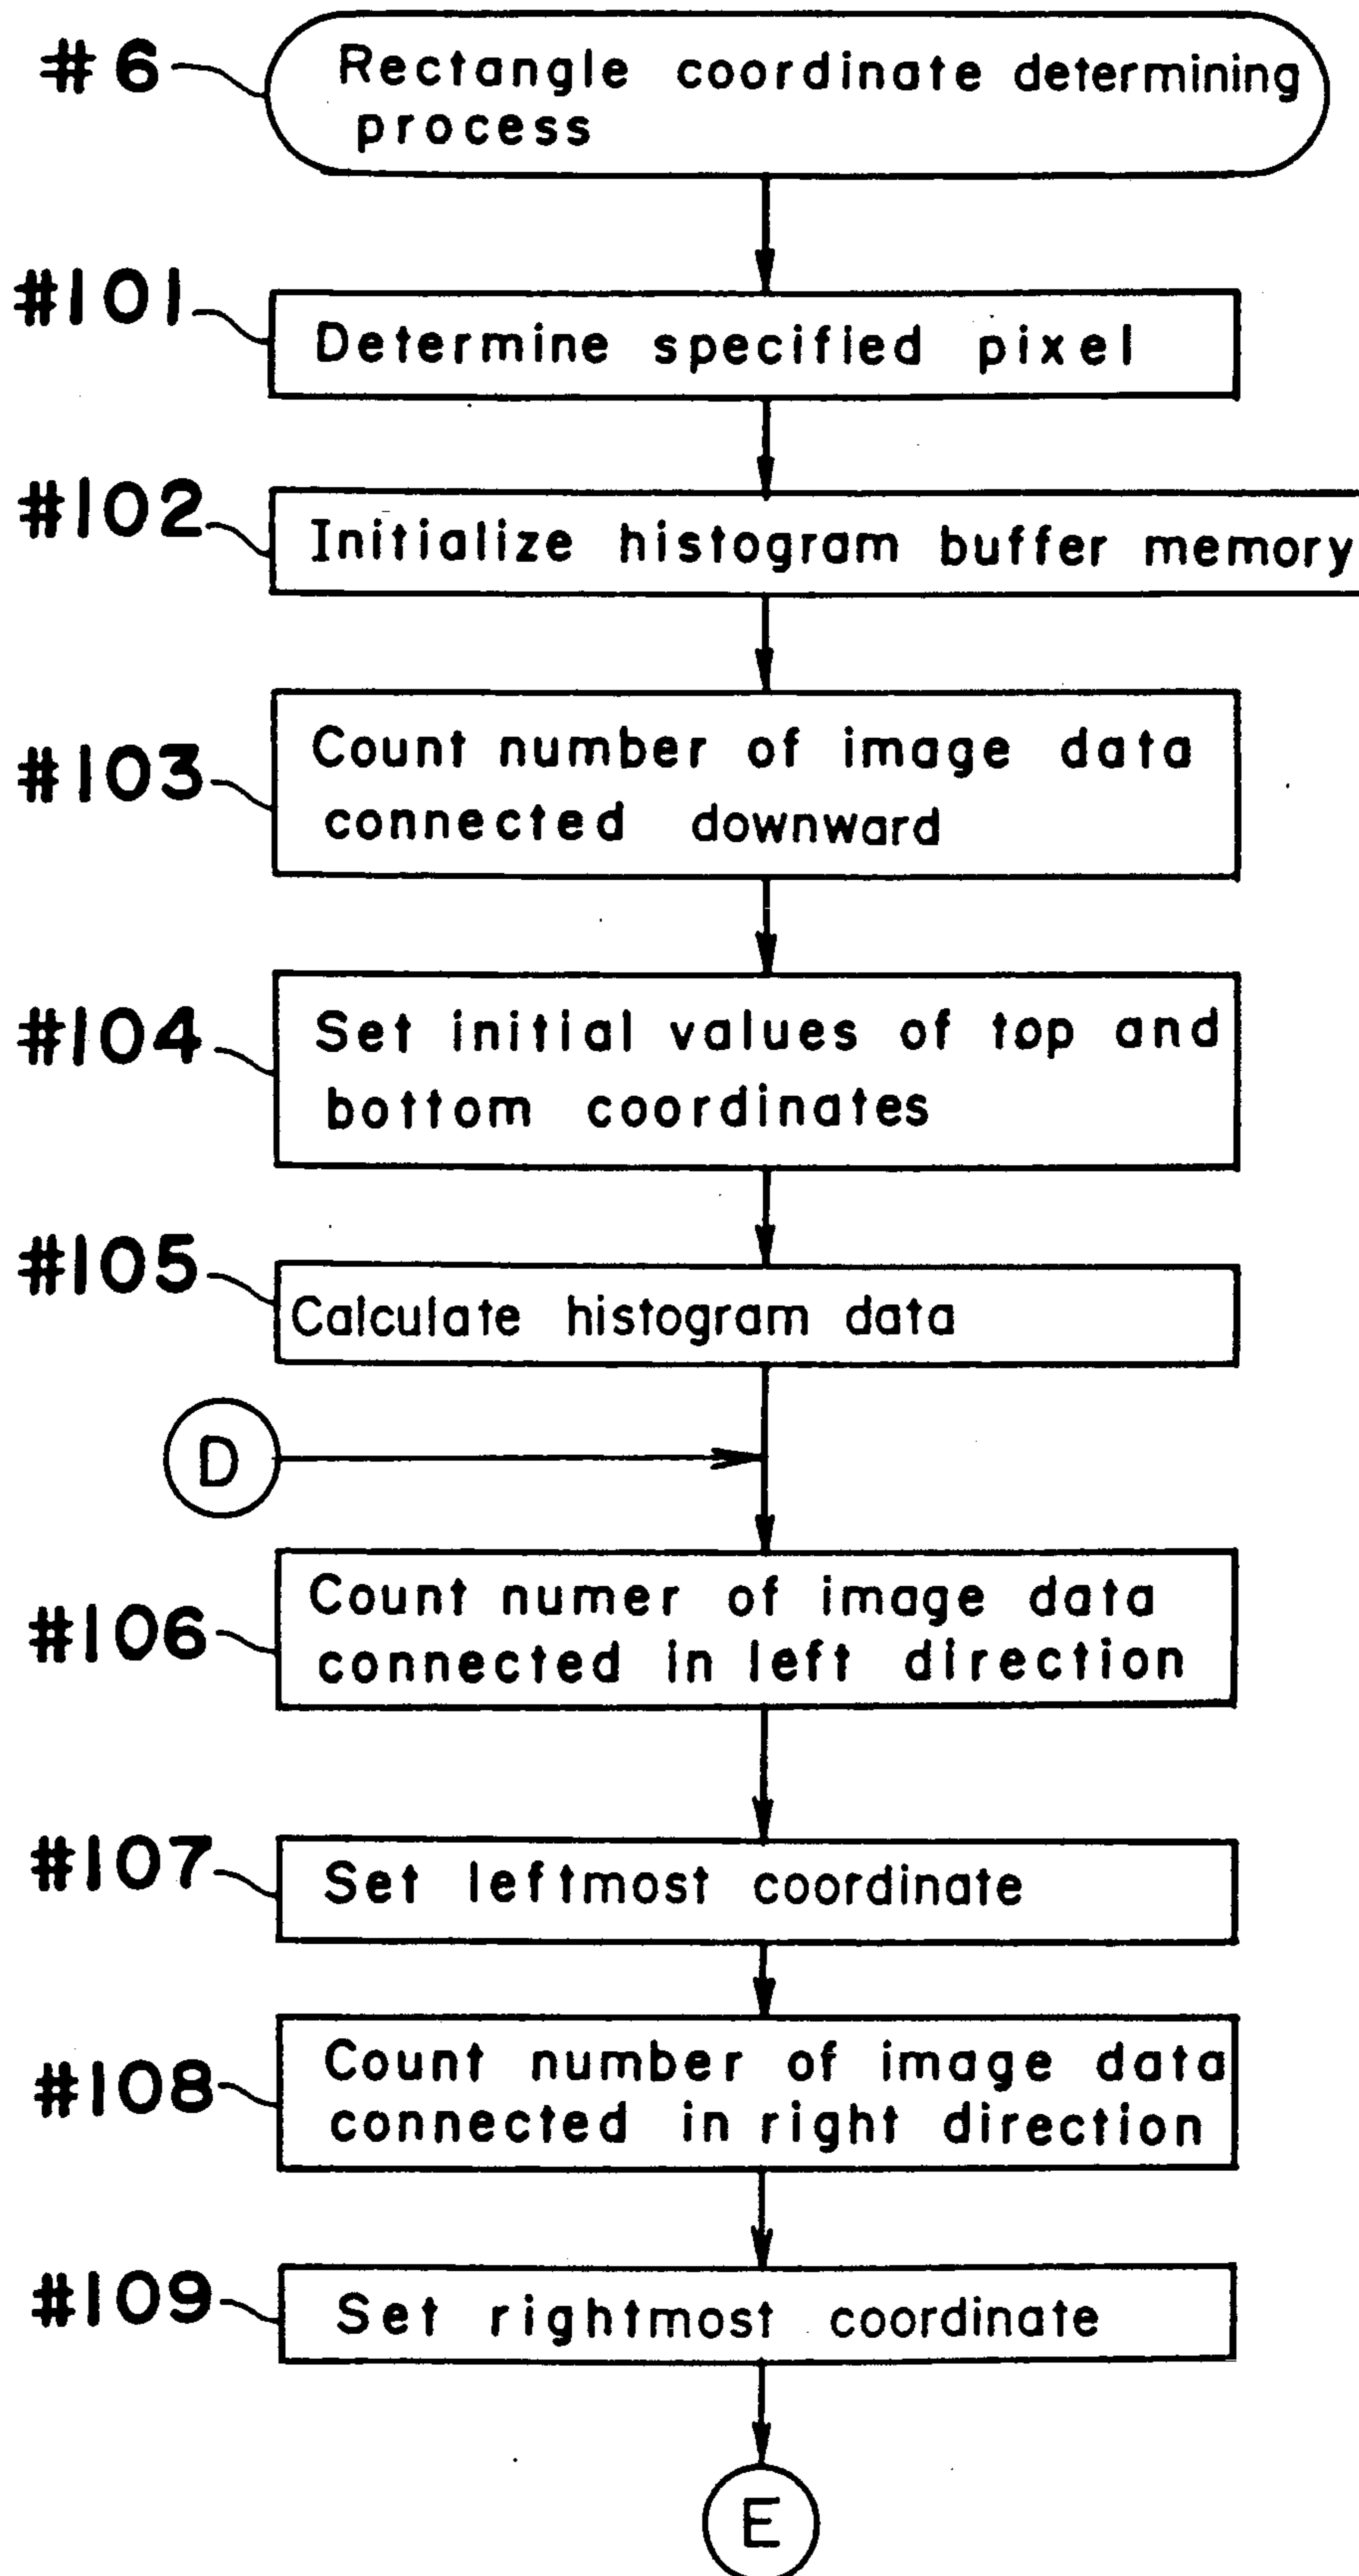 #6
Rectangle coordinate determining
process
#101
Determine specified pixel
#102
Initialize histogram buffer memory
#103
Count number of image data
connected downward
#104
Set initial values of top and
bottom coordinates
#105
Calculate histogram data
D
#106
Count numer of image data
connected in left direction
#107
Set leftmost coordinate
#108
Count number of image data
connected in right direction
#109
Set rightmost coordinate
E